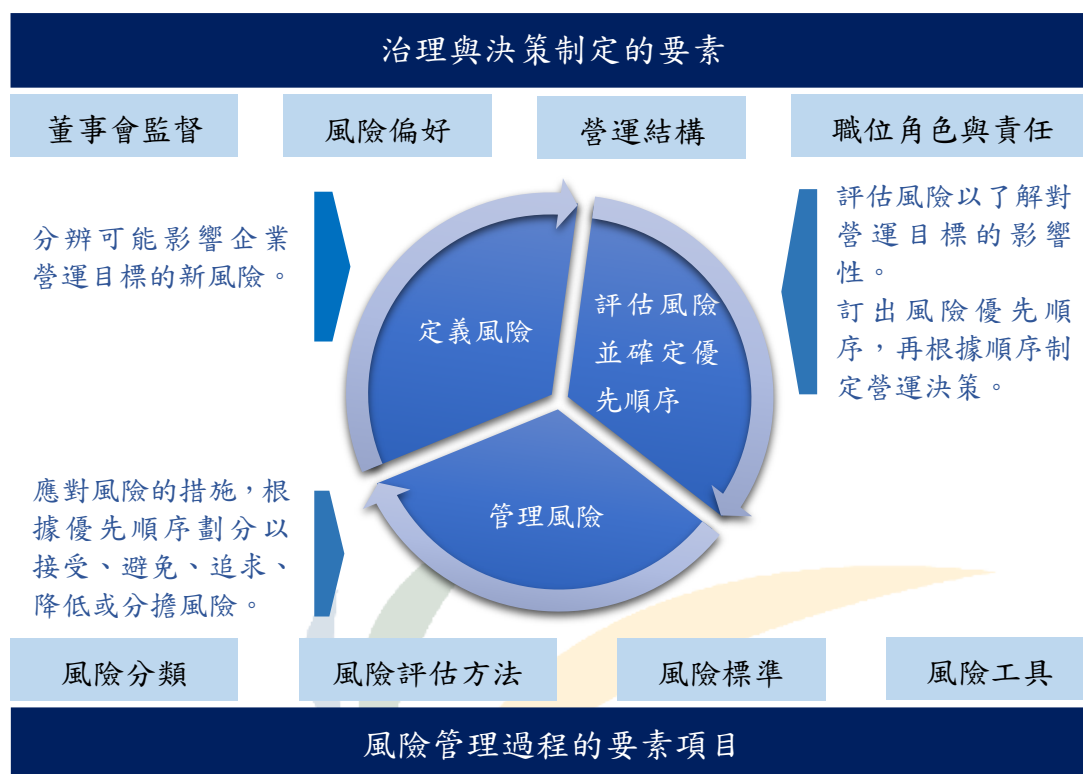 治理與決策制定的要素
董事會監督
風險偏好
營運結構
職位角色與責任
分辨可能影響企業
營運目標的新風險。
定義風險
評估風險
並確定優
先順序
評估風險以了解對
營運目標的影響
性。
訂出風險優先順
序，再根據順序制
定營運決策。
應對風險的措施，根
據優先順序劃分以
接受、避免、追求、
降低或分擔風險。
管理風險
風險分類
風險評估方法
風險標準
風險工具
風險管理過程的要素項目